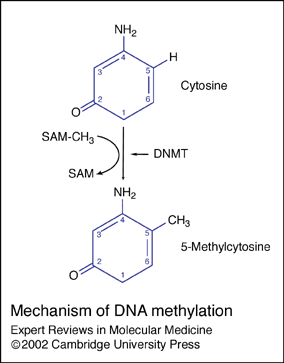 NH₂
4
3
5
H
2
6
O
1
Cytosine
SAM-CH₃
DNMT
SAM
NH₂
4
CH₃
3
5
2
6
O
1
5-Methylcytosine
Mechanism of DNA methylation
Expert Reviews in Molecular Medicine
©2002 Cambridge University Press